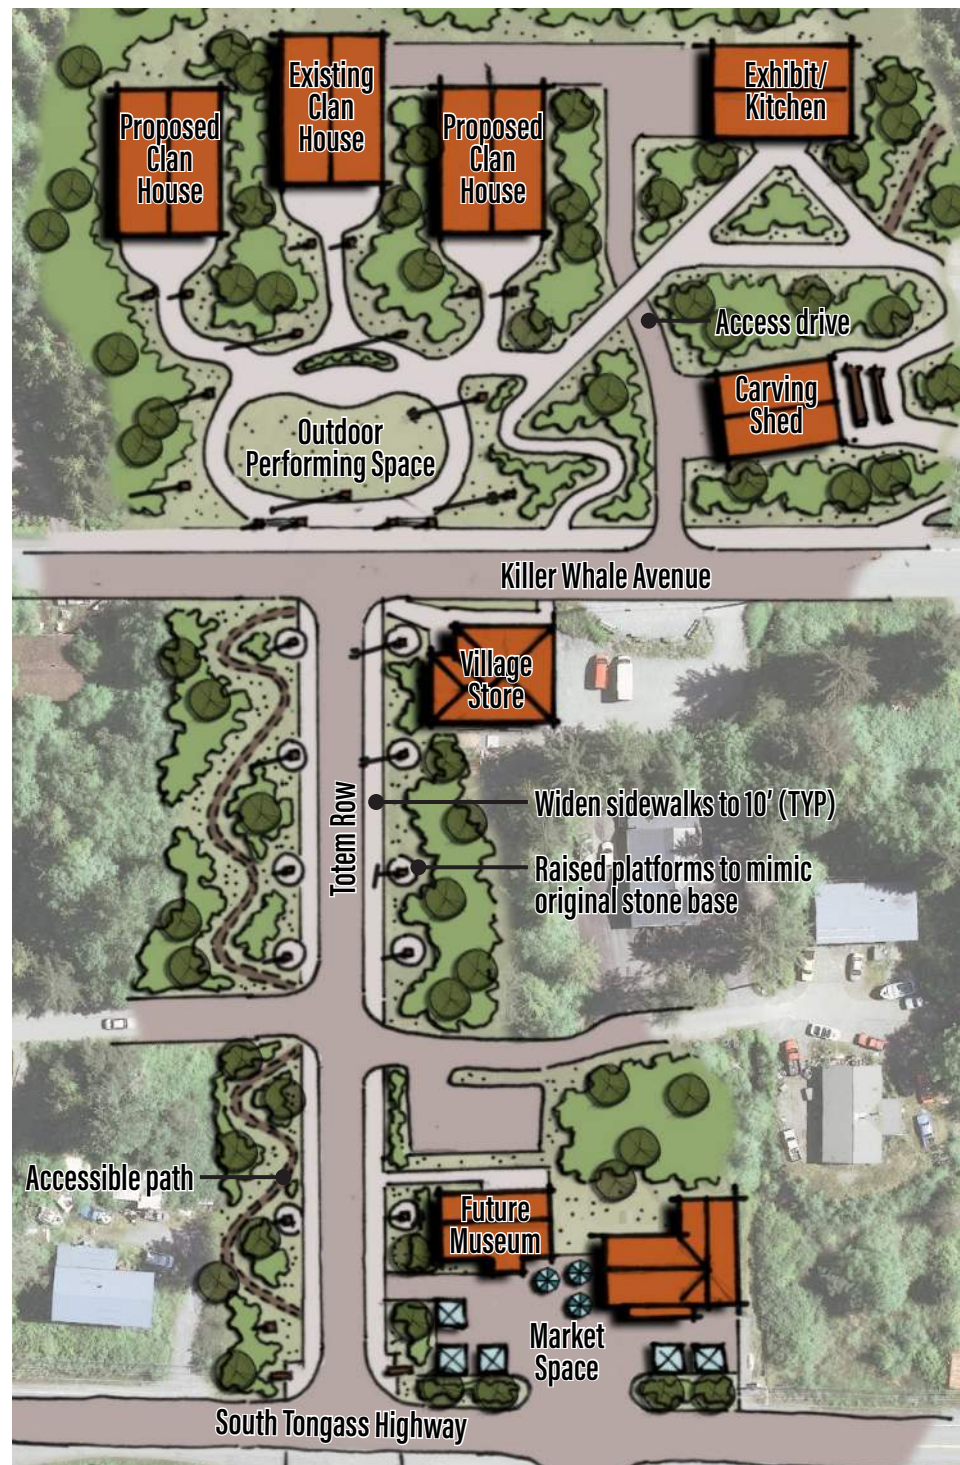 Existing
Clan
House
Proposed
Clan
House
Proposed
Clan
House
Exhibit/
Kitchen
Access drive
Carving
Shed
Outdoor
Performing Space
Killer Whale Avenue
Village
Store
Totem Row
Widen sidewalks to 10' (TYP)
Raised platforms to mimic
original stone base
Accessible path
Future
Museum
Market
Space
South Tongass Highway